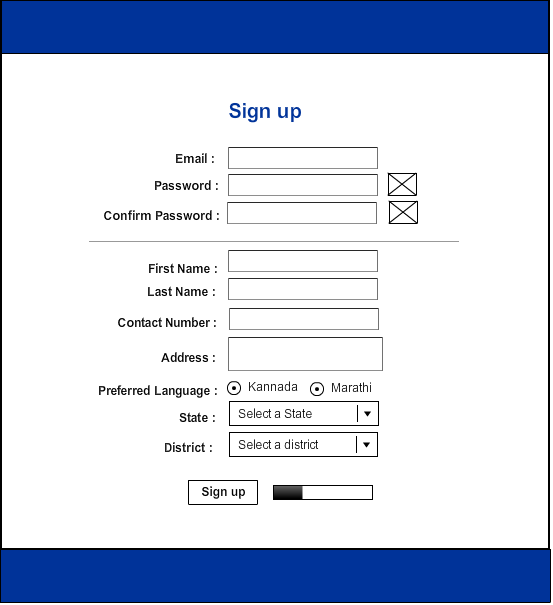 Sign up
Email :
Password :
Confirm Password :
First Name :
Last Name :
Contact Number :
Address :
Preferred Language : Kannada Marathi
State : Select a State
District : Select a district
Sign up